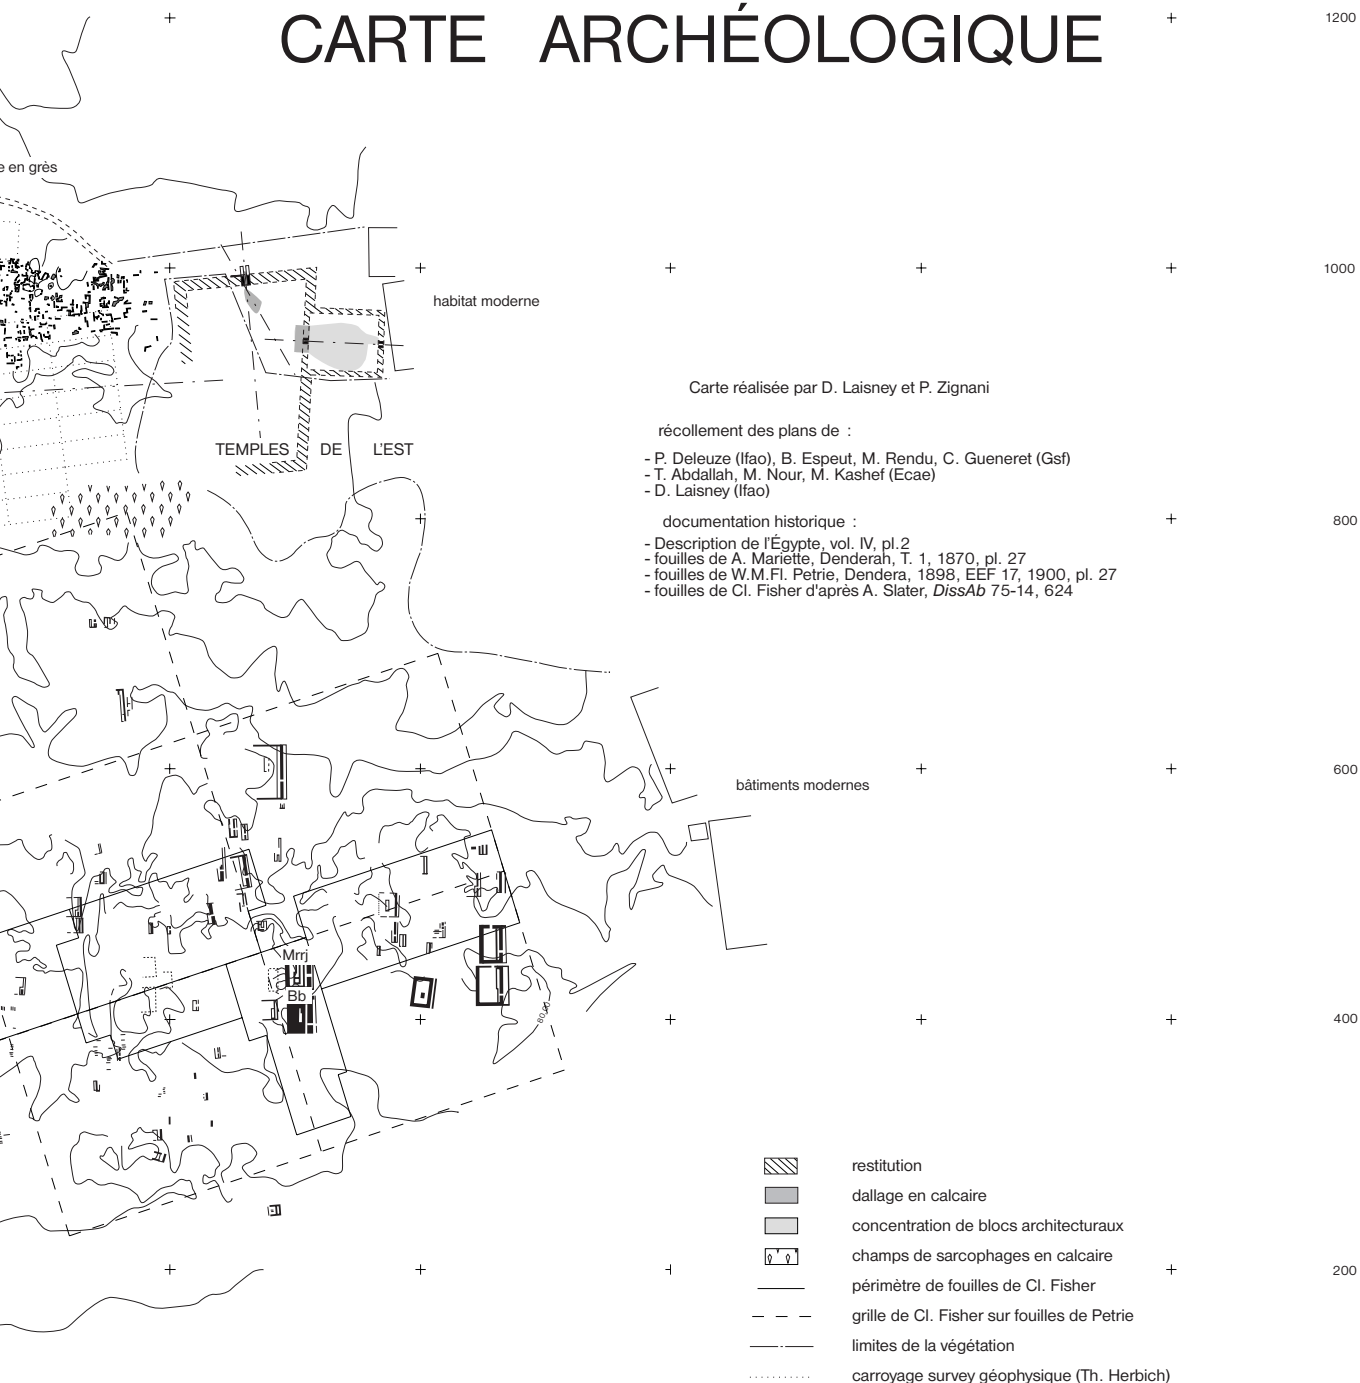 CARTE ARCHÉOLOGIQUE
1200
e en grès
1000
habitat moderne
Carte réalisée par D. Laisney et P. Zignani
récollement des plans de :
TEMPLES DE L'EST
- P. Deleuze (Ifao), B. Espeut, M. Rendu, C. Gueneret (Gsf)
- T. Abdallah, M. Nour, M. Kashef (Ecae)
- D. Laisney (Ifao)
800
documentation historique :
- Description de l'Égypte, vol. IV, pl.2
- fouilles de A. Mariette, Denderah, T. 1, 1870, pl. 27
- fouilles de W.M.Fl. Petrie, Dendera, 1898, EEF 17, 1900, pl. 27
- fouilles de Cl. Fisher d'après A. Slater, DissAb 75-14, 624
600
bâtiments modernes
Mrrj
Bb
400
restitution
dallage en calcaire
concentration de blocs architecturaux
champs de sarcophages en calcaire
200
périmètre de fouilles de Cl. Fisher
grille de Cl. Fisher sur fouilles de Petrie
limites de la végétation
carroyage survey géophysique (Th. Herbich)